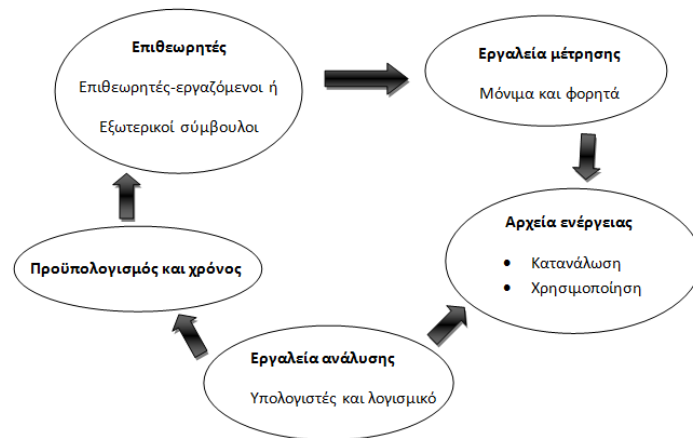 Επιθεωρητές
Επιθεωρητές-εργαζόμενοι ή
Εξωτερικοί σύμβουλοι
Εργαλεία μέτρησης
Μόνιμα και φορητά
Αρχεία ενέργειας
• Κατανάλωση
• Χρησιμοποίηση
Προϋπολογισμός και χρόνος
Εργαλεία ανάλυσης
Υπολογιστές και λογισμικό